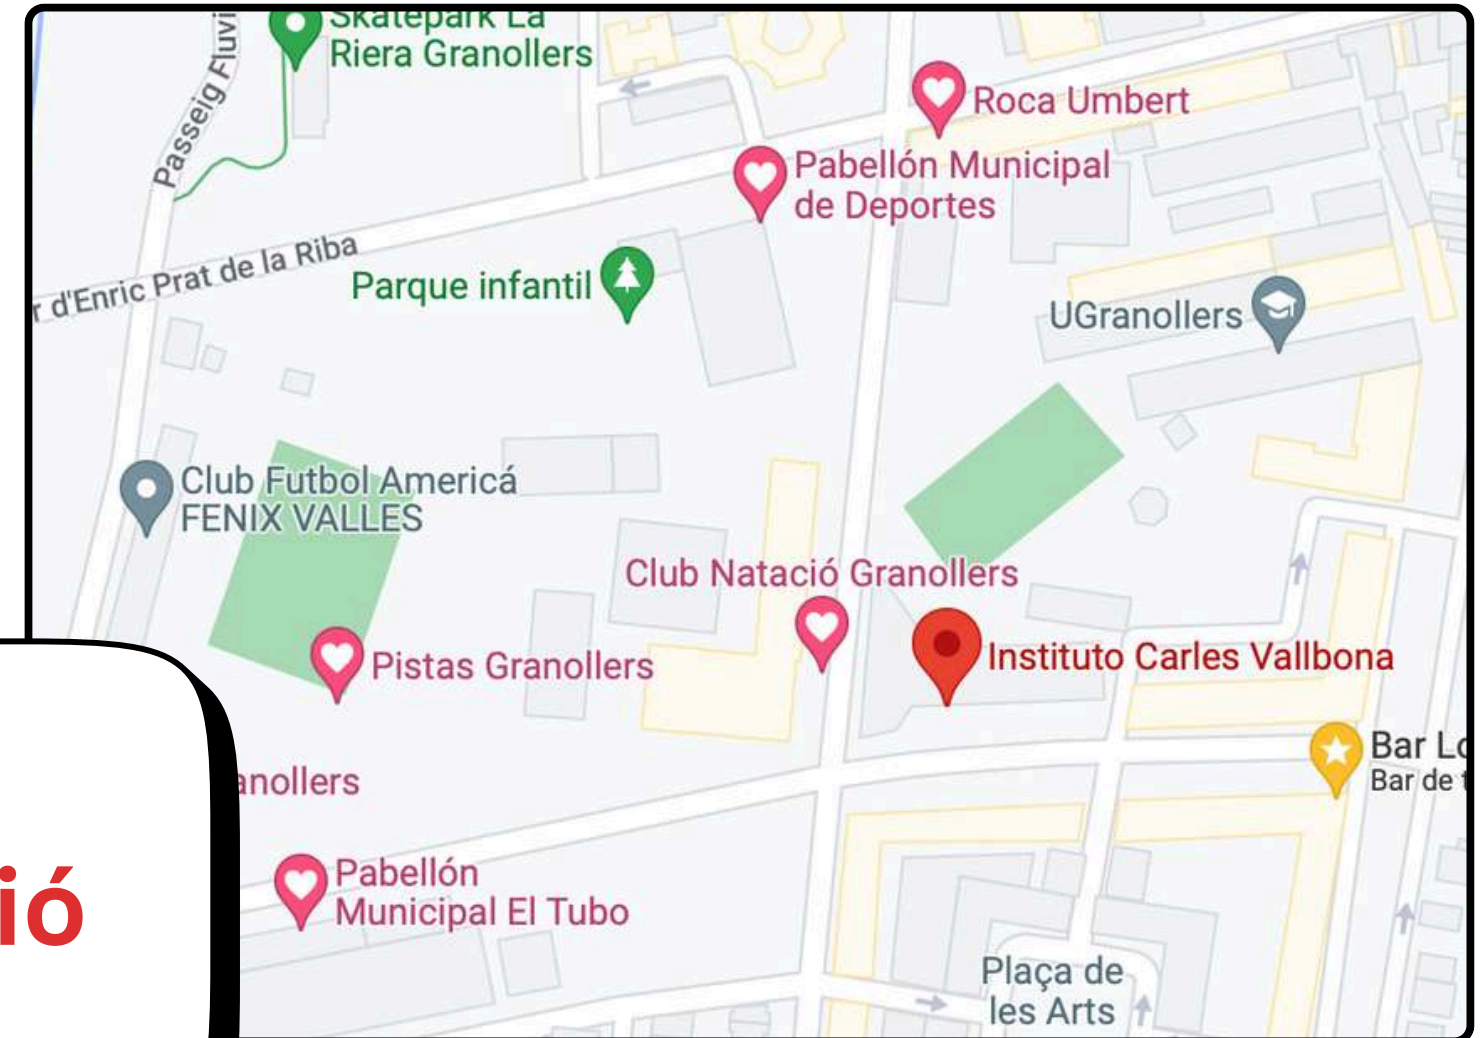 Skatepark La
Riera Granollers
Passeig Fluvi
Roca Umbert
Pabellón Municipal
de Deportes
r d'Enric Prat de la Riba
Parque infantil
UGranollers
Club Futbol Americá
FENIX VALLES
Club Natació Granollers
Pistas Granollers
Instituto Carles Vallbona
Bar Lo
Bar de t
anollers
Pabellón
Municipal El Tubo
ió
Plaça de
les Arts